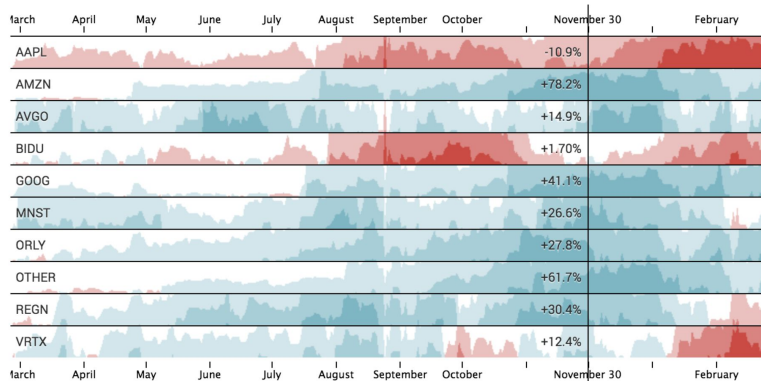 March April May June July August September October November 30 February
AAPL -10.9%
AMZN +78.2%
AVGO +14.9%
BIDU +1.70%
GOOG +41.1%
MNST +26.6%
ORLY +27.8%
OTHER +61.7%
REGN +30.4%
VRTX +12.4%
March April May June July August September October November 30 February